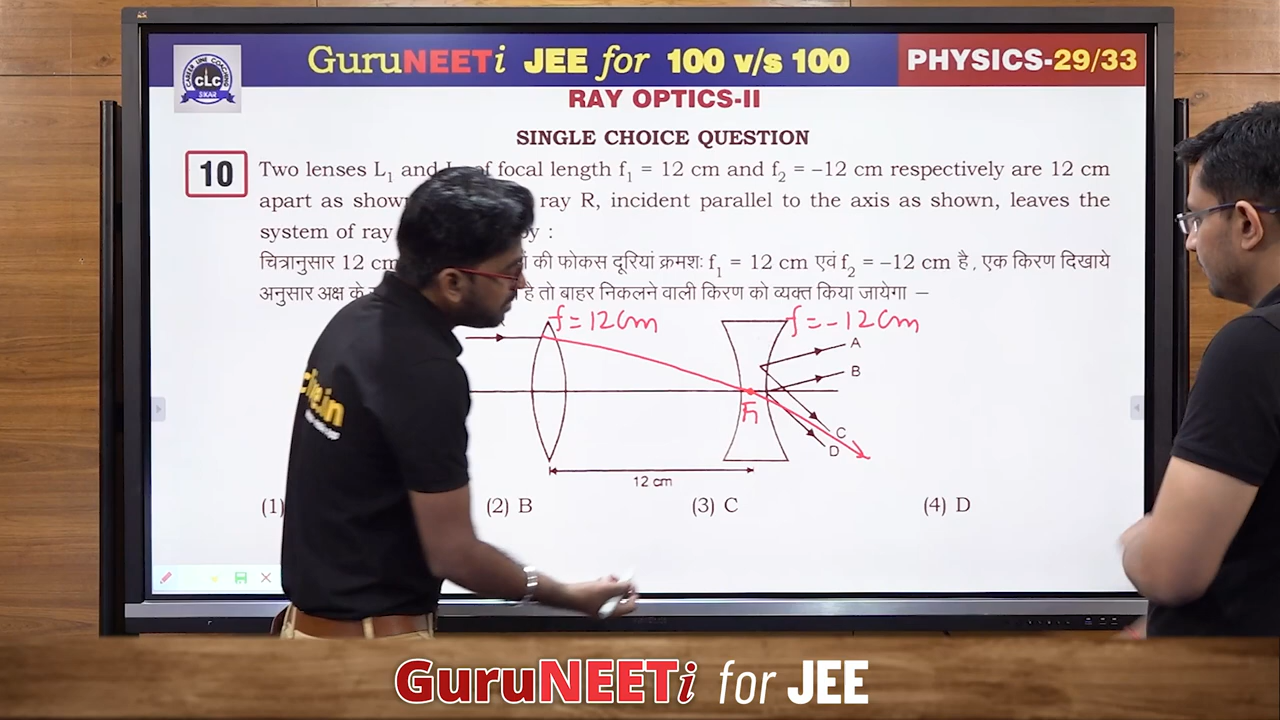 GuruNEETi JEE for 100 v/s 100
PHYSICS-29/33
CLC
SIKAR
RAY OPTICS-II
SINGLE CHOICE QUESTION
10
Two lenses L₁ and of focal length f₁ = 12 cm and f₂ = –12 cm respectively are 12 cm
apart as ray R, incident parallel to the axis as shown, leaves the
system of ray :
चित्रानुसार 12 की फोकस दूरियां क्रमशः f₁ = 12 cm एवं f₂ = –12 cm है, एक किरण दिखाये
अनुसार अक्ष के है तो बाहर निकलने वाली किरण को व्यक्त किया जायेगा –
f = 12 cm
f = -12 cm
A
B
C
D
12 cm
(1)
(2) B
(3) C
(4) D
GuruNEETi for JEE